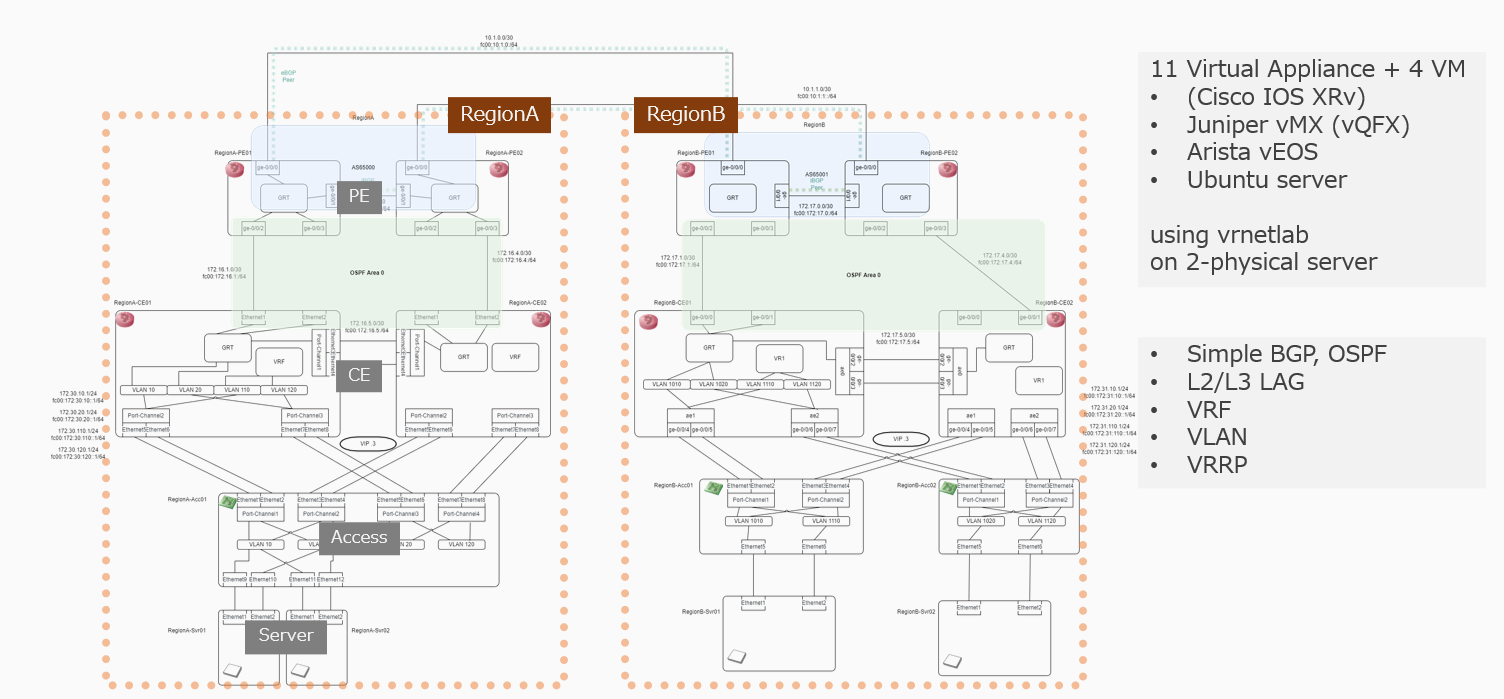 10.1.0.0/30
fc00:10:1:0::/64
eBGP
Peer
10.1.1.0/30
fc00:10:1:1::/64
RegionA
RegionB
RegionA
RegionB
RegionA-PE01
RegionA-PE02
RegionB-PE01
RegionB-PE02
ge-0/0/0
AS65000
ge-0/0/0
ge-0/0/0
AS65001
iBGP
Peer
ge-0/0/0
GRT
PE
GRT
GRT
GRT
172.17.0.0/30
fc00:172:17:0::/64
ge-0/0/2
ge-0/0/3
ge-0/0/2
ge-0/0/3
ge-0/0/2
ge-0/0/3
ge-0/0/2
ge-0/0/3
172.16.1.0/30
fc00:172:16:1::/64
OSPF Area 0
172.16.4.0/30
fc00:172:16:4::/64
172.17.1.0/30
fc00:172:17:1::/64
OSPF Area 0
172.17.4.0/30
fc00:172:17:4::/64
RegionA-CE01
RegionA-CE02
RegionB-CE01
RegionB-CE02
Ethernet1
Ethernet2
172.16.5.0/30
fc00:172:16:5::/64
Ethernet1
Ethernet2
ge-0/0/0
ge-0/0/1
172.17.5.0/30
fc00:172:17:5::/64
ge-0/0/0
ge-0/0/1
GRT
VRF
Port-Channel1
Port-Channel1
GRT
VRF
GRT
VR1
ae0
ae0
GRT
VR1
CE
VLAN 10
VLAN 20
VLAN 110
VLAN 120
VLAN 1010
VLAN 1020
VLAN 1110
VLAN 1120
172.30.10.1/24
fc00:172:30:10::1/64
172.30.20.1/24
fc00:172:30:20::1/64
172.30.110.1/24
fc00:172:30:110::1/64
172.30.120.1/24
fc00:172:30:120::1/64
Port-Channel2
Port-Channel3
Port-Channel2
Port-Channel3
Ethernet5
Ethernet6
Ethernet7
Ethernet8
Ethernet5
Ethernet6
Ethernet7
Ethernet8
VIP .3
ae1
ae2
ae1
ae2
ge-0/0/4
ge-0/0/5
ge-0/0/6
ge-0/0/7
ge-0/0/4
ge-0/0/5
ge-0/0/6
ge-0/0/7
VIP .3
172.31.10.1/24
fc00:172:31:10::1/64
172.31.20.1/24
fc00:172:31:20::1/64
172.31.110.1/24
fc00:172:31:110::1/64
172.31.120.1/24
fc00:172:31:120::1/64
RegionA-Acc01
Ethernet1
Ethernet2
Ethernet3
Ethernet4
Ethernet5
Ethernet6
Ethernet7
Ethernet8
Port-Channel1
Port-Channel2
Port-Channel3
Port-Channel4
Access
VLAN 10
VLAN 120
Ethernet9
Ethernet10
Ethernet11
Ethernet12
RegionB-Acc01
Ethernet1
Ethernet2
Ethernet3
Ethernet4
Port-Channel1
Port-Channel2
VLAN 1010
VLAN 1110
Ethernet5
Ethernet6
RegionB-Acc02
Ethernet1
Ethernet2
Ethernet3
Ethernet4
Port-Channel1
Port-Channel2
VLAN 1020
VLAN 1120
Ethernet5
Ethernet6
RegionA-Svr01
Ethernet1
Ethernet2
Ethernet1
Ethernet2
RegionA-Svr02
Server
RegionB-Svr01
Ethernet1
Ethernet2
RegionB-Svr02
Ethernet1
Ethernet2
11 Virtual Appliance + 4 VM
• (Cisco IOS XRv)
• Juniper vMX (vQFX)
• Arista vEOS
• Ubuntu server
using vrnetlab
on 2-physical server
• Simple BGP, OSPF
• L2/L3 LAG
• VRF
• VLAN
• VRRP